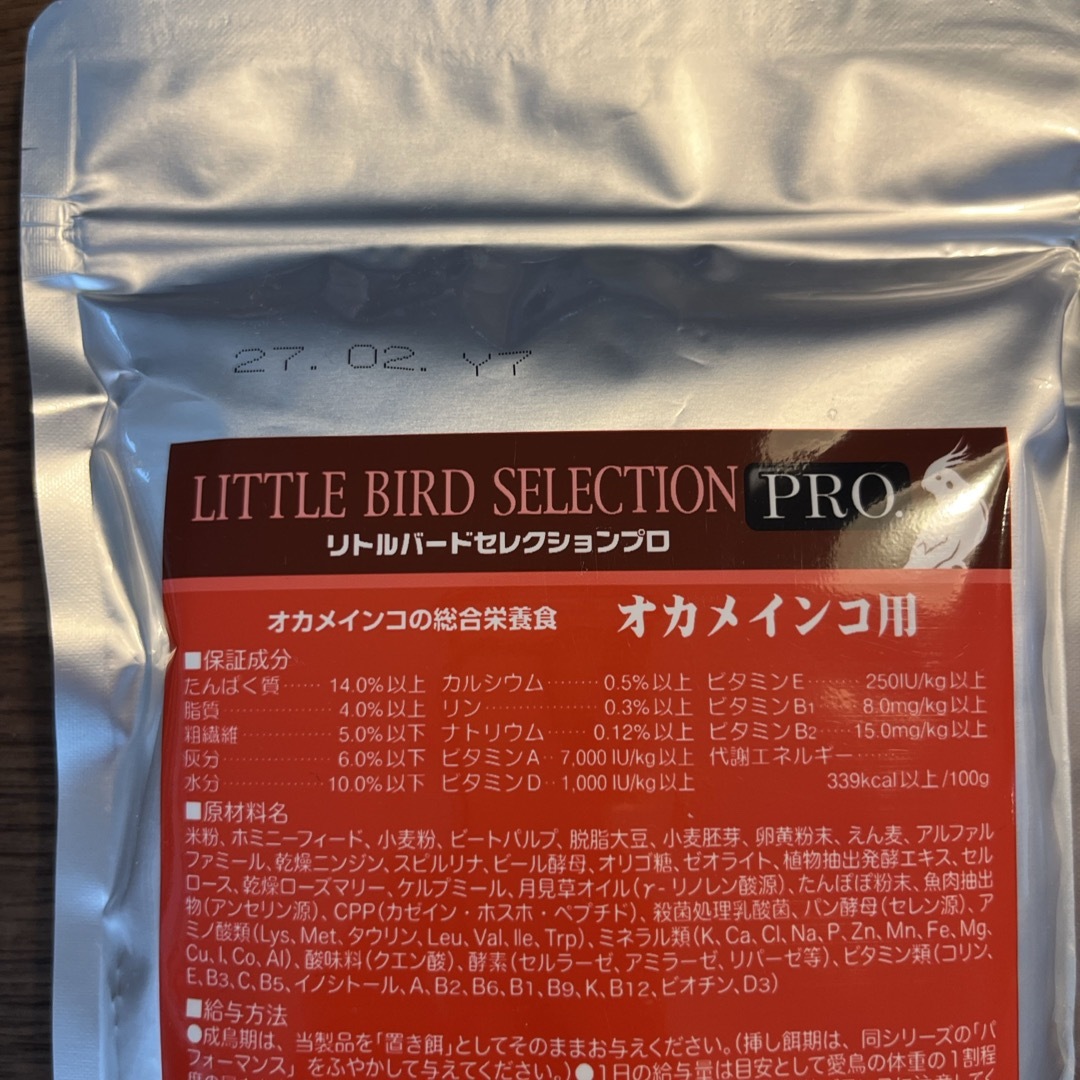 27. 02. Y7
LITTLE BIRD SELECTION PRO.
リトルバードセレクションプロ
オカメインコの総合栄養食 オカメインコ用
■保証成分
たんぱく質……14.0%以上 カルシウム………0.5%以上 ビタミンE………250IU/kg以上
脂質……………4.0%以上 リン……………0.3%以上 ビタミンB1……8.0mg/kg以上
粗繊維…………5.0%以下 ナトリウム……0.12%以上 ビタミンB2…15.0mg/kg以上
灰分……………6.0%以下 ビタミンA‥7,000 IU/kg以上 代謝エネルギー……………
水分……………10.0%以下 ビタミンD‥1,000 IU/kg以上 339kcal以上/100g
■原材料名
米粉、ホミニーフィード、小麦粉、ビートパルプ、脱脂大豆、小麦胚芽、卵黄粉末、えん麦、アルファル
ファミール、乾燥ニンジン、スピルリナ、ビール酵母、オリゴ糖、ゼオライト、植物抽出発酵エキス、セル
ロース、乾燥ローズマリー、ケルプミール、月見草オイル(γ-リノレン酸源)、たんぽぽ粉末、魚肉抽出
物(アンセリン源)、CPP(カゼイン・ホスホ・ペプチド)、殺菌処理乳酸菌、パン酵母(セレン源)、ア
ミノ酸類(Lys、Met、タウリン、Leu、Val、Ile、Trp)、ミネラル類(K、Ca、Cl、Na、P、Zn、Mn、Fe、Mg、
Cu、I、Co、Al)、酸味料(クエン酸)、酵素(セルラーゼ、アミラーゼ、リパーゼ等)、ビタミン類(コリン、
E、B3、C、B5、イノシトール、A、B2、B6、B1、B9、K、B12、ビオチン、D3)
■給与方法
●成鳥期は、当製品を「置き餌」としてそのままお与えください。(挿し餌期は、同シリーズの「パ
フォーマンス」をふやかして与えてください。)●1日の給与量は目安として愛鳥の体重の1割程